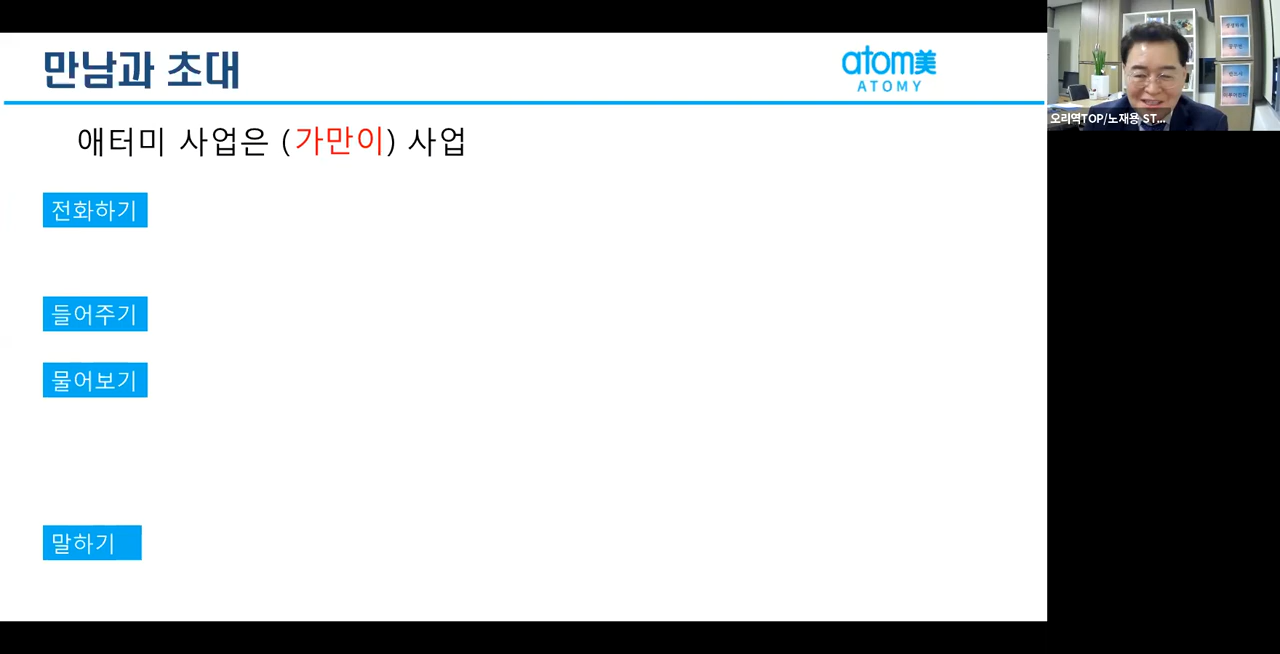 만남과 초대
atom美
ATOMY
애터미 사업은 (가만이) 사업
전화하기
들어주기
물어보기
말하기
오리역TOP/노재용 ST...